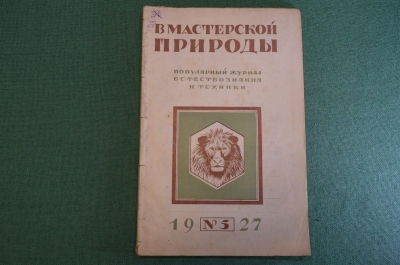 В МАСТЕРСКОЙ
ПРИРОДЫ
ПОПУЛЯРНЫЙ ЖУРНАЛ
ЕСТЕСТВОЗНАНИЯ
И ТЕХНИКИ
19 №5 27